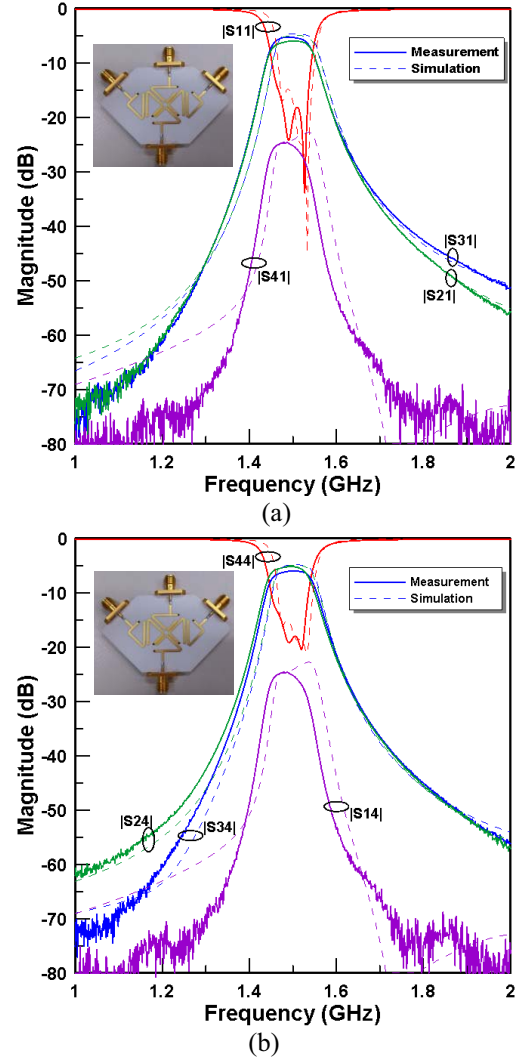 0
-10
-20
-30
-40
-50
-60
-70
-80
Magnitude (dB)
|S11|
Measurement
Simulation
|S41|
|S31|
|S21|
1
1.2
1.4
1.6
1.8
2
Frequency (GHz)
(a)
0
-10
-20
-30
-40
-50
-60
-70
-80
Magnitude (dB)
|S44|
Measurement
Simulation
|S24|
|S34|
|S14|
1
1.2
1.4
1.6
1.8
2
Frequency (GHz)
(b)